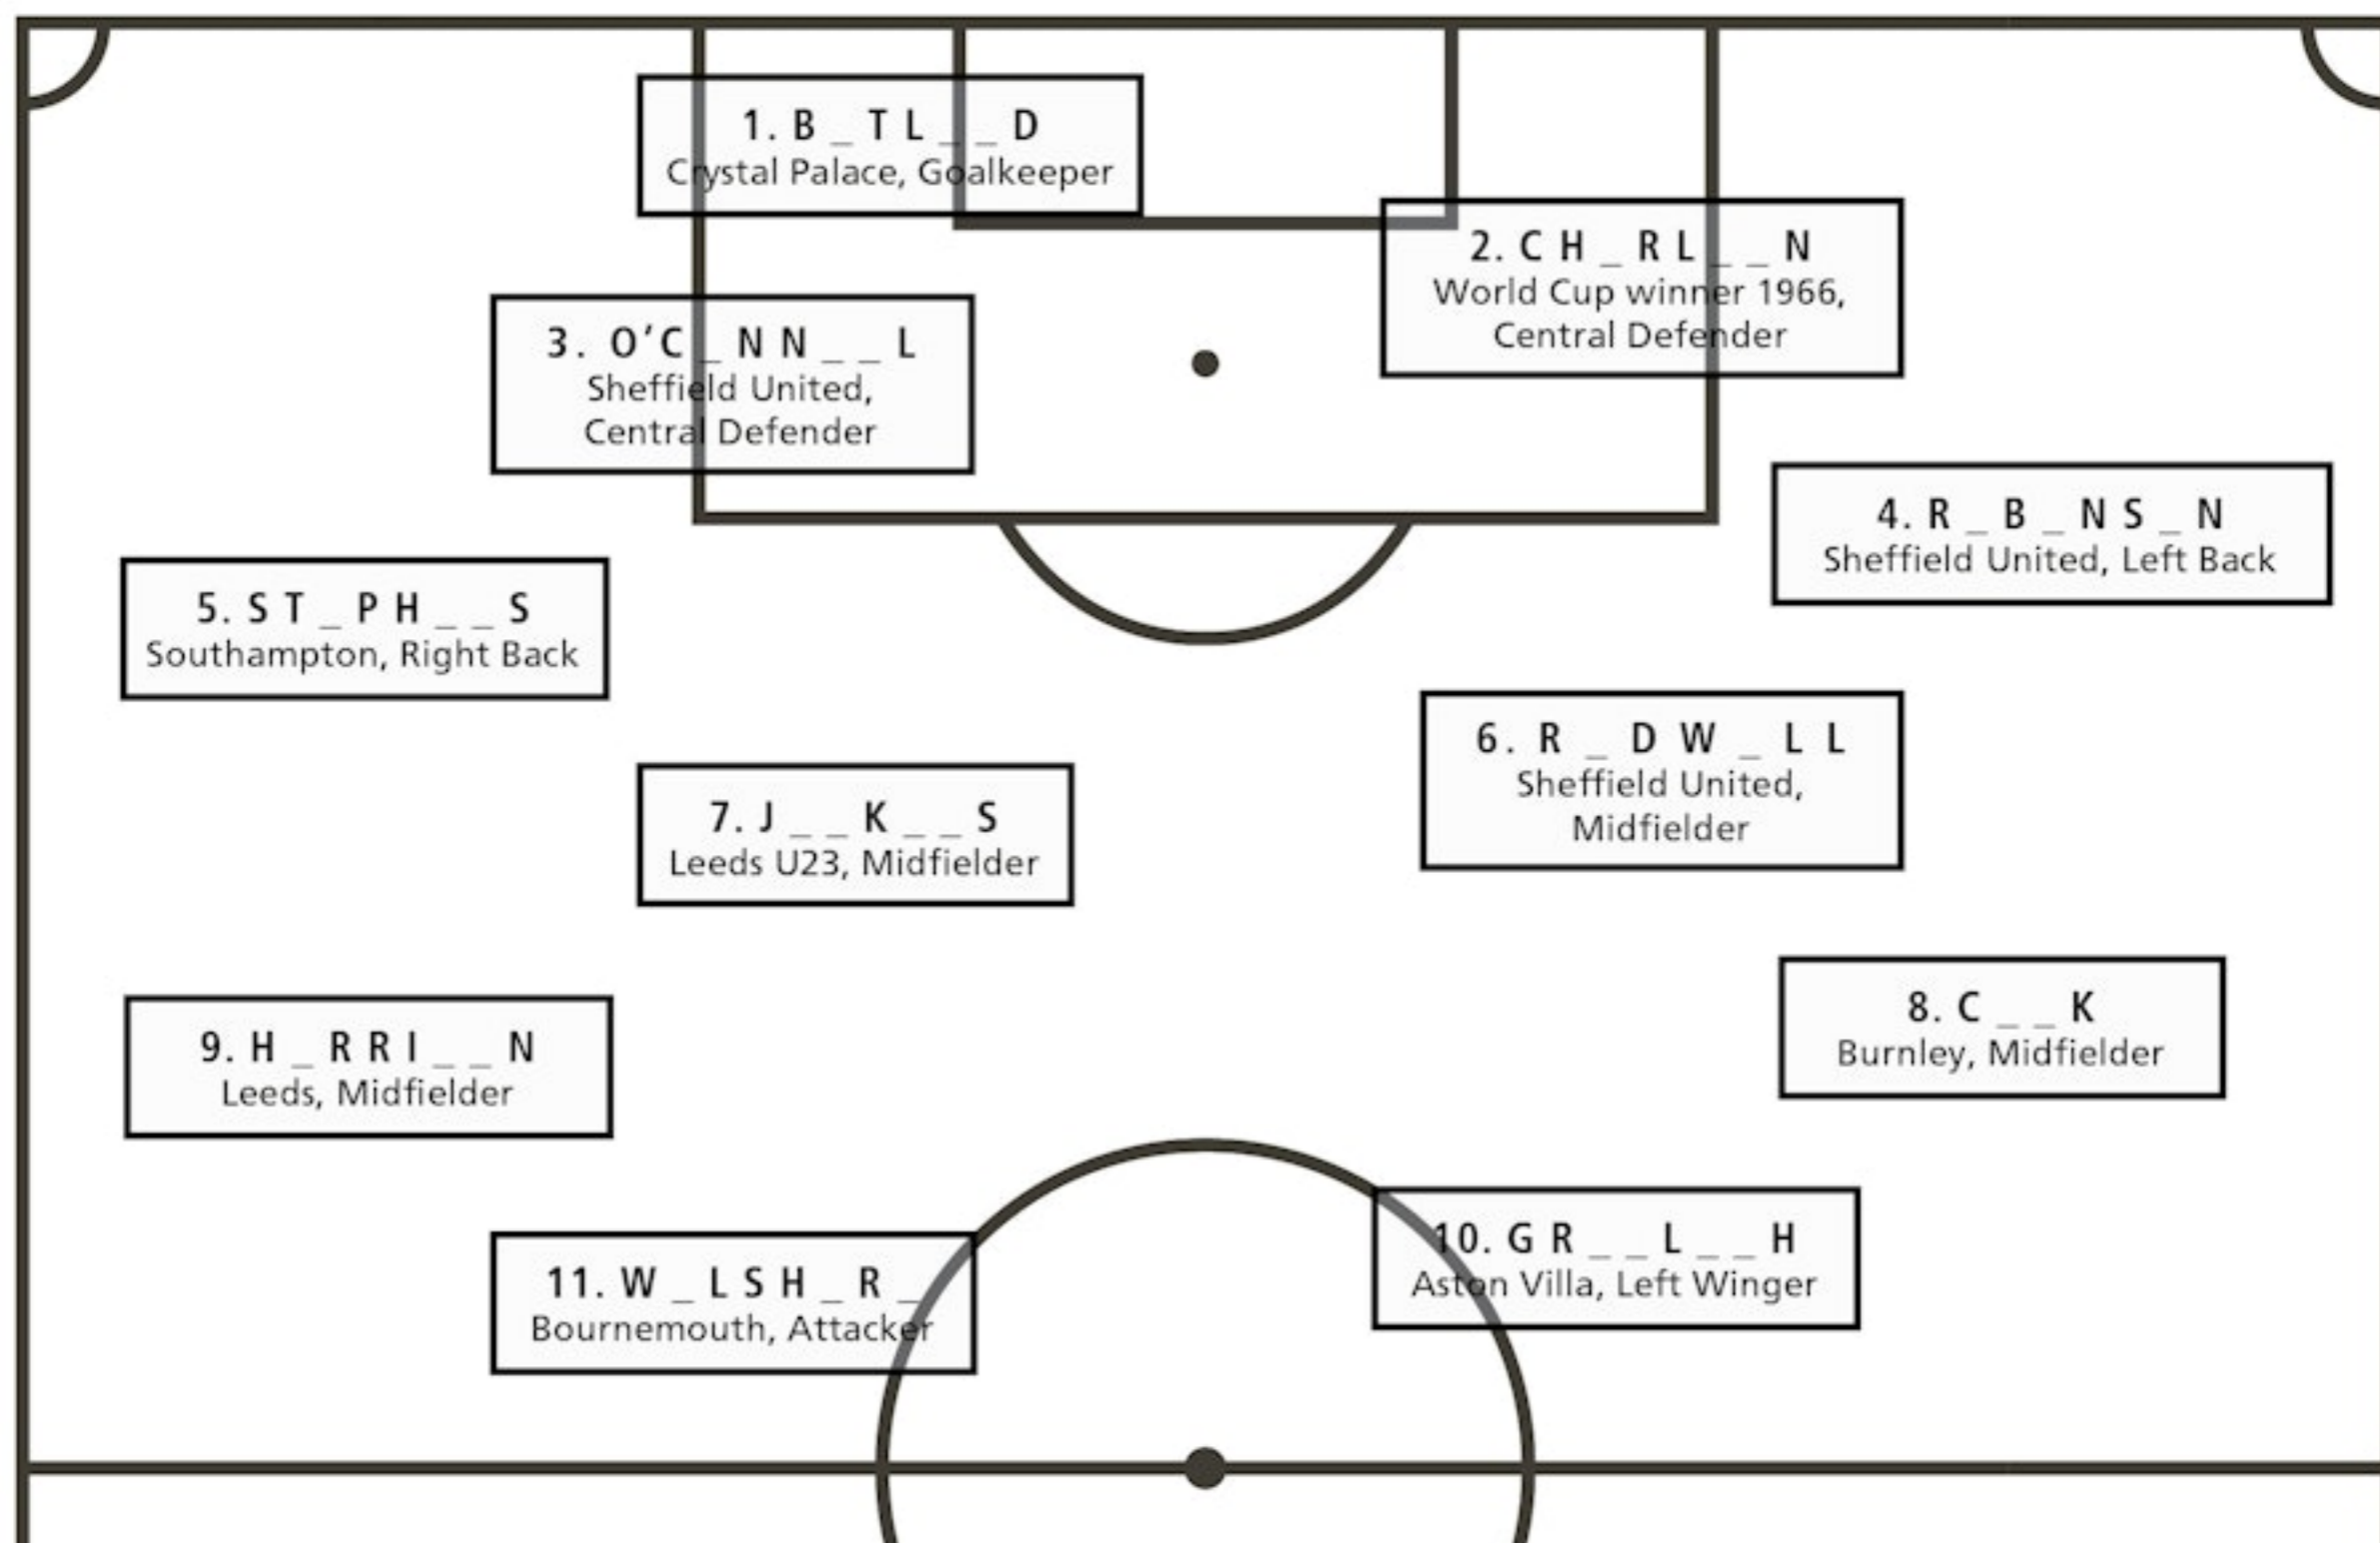 1. B _ T L _ _ D
Crystal Palace, Goalkeeper
2. C H _ R L _ _ N
World Cup winner 1966,
Central Defender
3. O’C _ N N _ _ L
Sheffield United,
Central Defender
4. R _ B _ N S _ N
Sheffield United, Left Back
5. S T _ P H _ _ S
Southampton, Right Back
6. R _ D W _ L L
Sheffield United,
Midfielder
7. J _ _ K _ _ S
Leeds U23, Midfielder
8. C _ _ K
Burnley, Midfielder
9. H _ R R I _ _ N
Leeds, Midfielder
10. G R _ _ L _ _ H
Aston Villa, Left Winger
11. W _ L S H _ R _
Bournemouth, Attacker